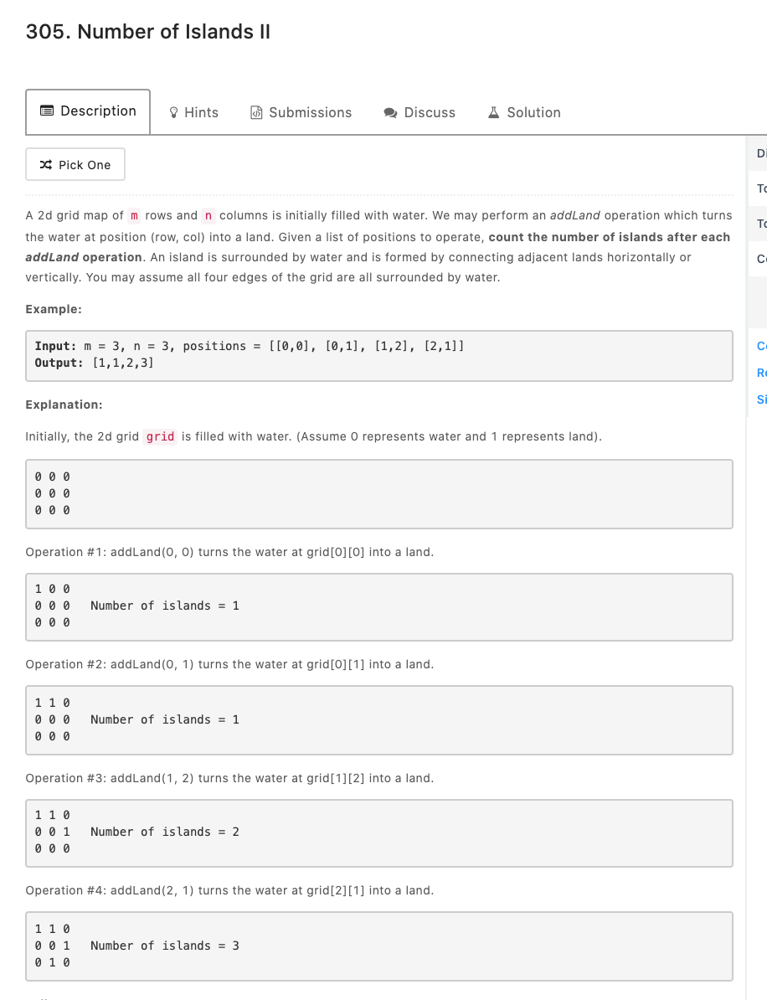 305. Number of Islands II
Description
Hints
Submissions
Discuss
Solution
Pick One
A 2d grid map of m rows and n columns is initially filled with water. We may perform an addLand operation which turns
the water at position (row, col) into a land. Given a list of positions to operate, count the number of islands after each
addLand operation. An island is surrounded by water and is formed by connecting adjacent lands horizontally or
vertically. You may assume all four edges of the grid are all surrounded by water.
Example:
Input: m = 3, n = 3, positions = [[0,0], [0,1], [1,2], [2,1]]
Output: [1,1,2,3]
Explanation:
Initially, the 2d grid grid is filled with water. (Assume 0 represents water and 1 represents land).
0 0 0
0 0 0
0 0 0
Operation #1: addLand(0, 0) turns the water at grid[0][0] into a land.
1 0 0
0 0 0   Number of islands = 1
0 0 0
Operation #2: addLand(0, 1) turns the water at grid[0][1] into a land.
1 1 0
0 0 0   Number of islands = 1
0 0 0
Operation #3: addLand(1, 2) turns the water at grid[1][2] into a land.
1 1 0
0 0 1   Number of islands = 2
0 0 0
Operation #4: addLand(2, 1) turns the water at grid[2][1] into a land.
1 1 0
0 0 1   Number of islands = 3
0 1 0